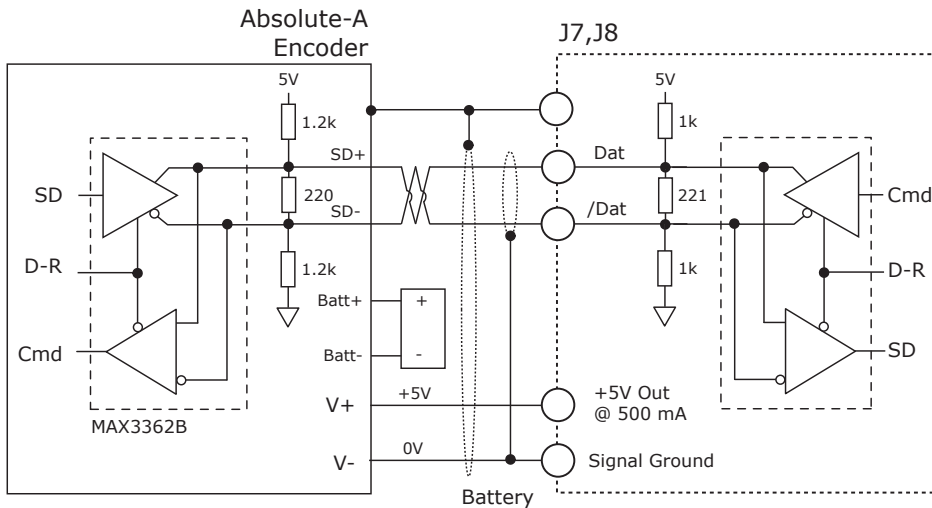 Absolute-A
Encoder
J7,J8
5V
1.2k
SD+
220
SD-
1.2k
SD
D-R
Cmd
MAX3362B
Batt+
+
Batt-
-
V+
+5V
V-
0V
Battery
5V
1k
Dat
221
/Dat
1k
Cmd
D-R
SD
+5V Out
@ 500 mA
Signal Ground